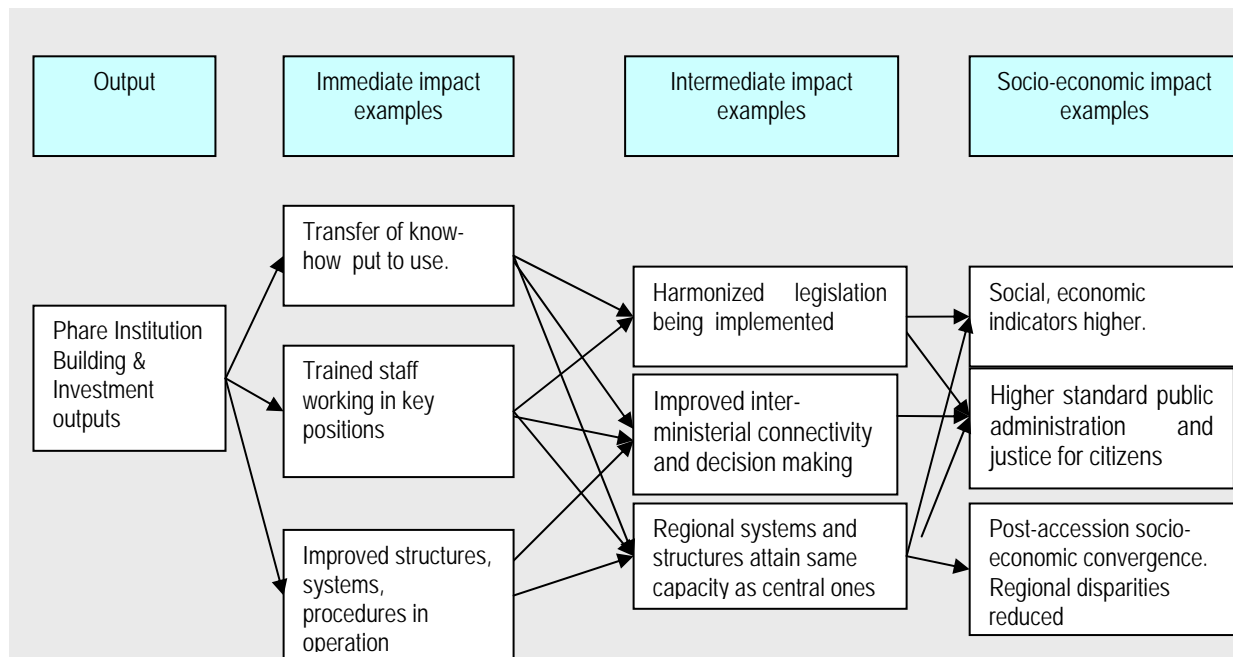 Output
Immediate impact
examples
Intermediate impact
examples
Socio-economic impact
examples
Phare Institution
Building &
Investment
outputs
Transfer of know-
how put to use.
Trained staff
working in key
positions
Improved structures,
systems,
procedures in
operation
Harmonized legislation
being implemented
Improved inter-
ministerial connectivity
and decision making
Regional systems and
structures attain same
capacity as central ones
Social, economic
indicators higher.
Higher standard public
administration and
justice for citizens
Post-accession socio-
economic convergence.
Regional disparities
reduced